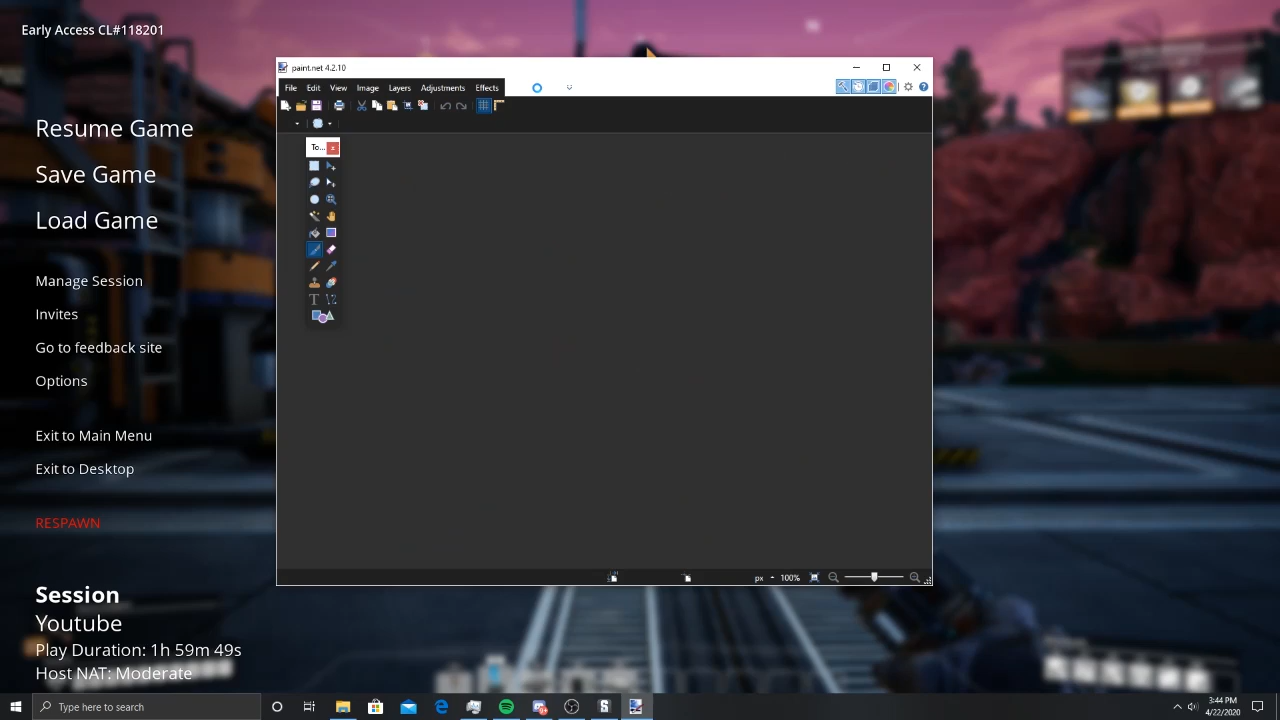 Early Access CL#118201
paint.net 4.2.10
File Edit View Image Layers Adjustments Effects
To...
Resume Game
Save Game
Load Game
Manage Session
Invites
Go to feedback site
Options
Exit to Main Menu
Exit to Desktop
RESPAWN
Session
Youtube
Play Duration: 1h 59m 49s
Host NAT: Moderate
px 100%
Type here to search
3:44 PM
4/22/2020